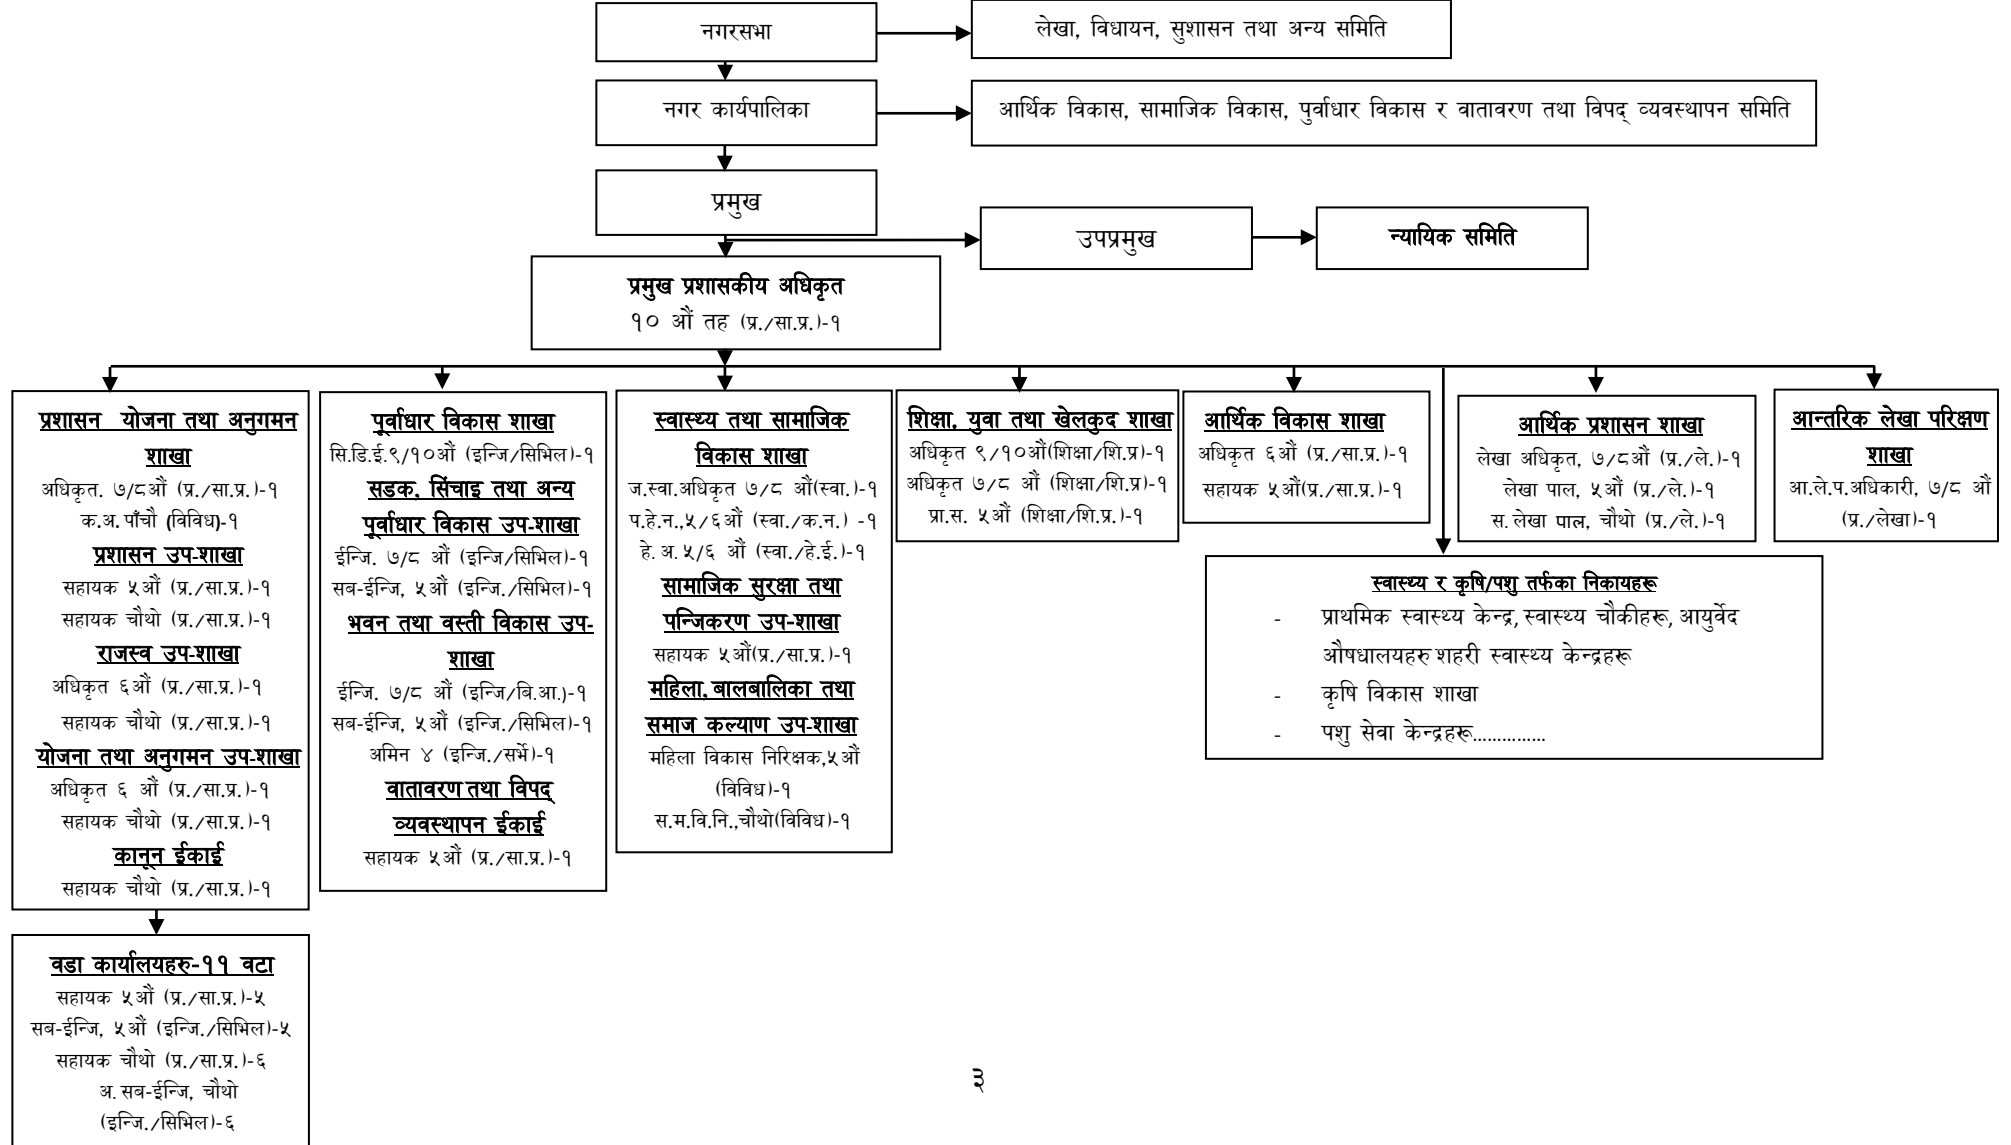 नगरसभा
लेखा, विधायन, सुशासन तथा अन्य समिति
नगर कार्यपालिका
आर्थिक विकास, सामाजिक विकास, पुर्वाधार विकास र वातावरण तथा विपद् व्यवस्थापन समिति
प्रमुख
उपप्रमुख
न्यायिक समिति
प्रमुख प्रशासकीय अधिकृत
१० औं तह (प्र./सा.प्र.)-१
प्रशासन योजना तथा अनुगमन
शाखा
अधिकृत. ७/८औं (प्र./सा.प्र.)-१
क.अ. पाँचौ (विविध)-१
प्रशासन उप-शाखा
सहायक ५औं (प्र./सा.प्र.)-१
सहायक चौथो (प्र./सा.प्र.)-१
राजस्व उप-शाखा
अधिकृत ६औं (प्र./सा.प्र.)-१
सहायक चौथो (प्र./सा.प्र.)-१
योजना तथा अनुगमन उप-शाखा
अधिकृत ६ औं (प्र./सा.प्र.)-१
सहायक चौथो (प्र./सा.प्र.)-१
कानून ईकाई
सहायक चौथो (प्र./सा.प्र.)-१
वडा कार्यालयहरु-११ वटा
सहायक ५औं (प्र./सा.प्र.)-५
सब-ईन्जि, ५औं (इन्जि./सिभिल)-५
सहायक चौथो (प्र./सा.प्र.)-६
अ. सब-ईन्जि, चौथो
(इन्जि./सिभिल)-६
पूर्वाधार विकास शाखा
सि.डि.ई.९/१०औं (इन्जि/सिभिल)-१
सडक, सिंचाइ तथा अन्य
पूर्वाधार विकास उप-शाखा
ईन्जि. ७/८ औं (इन्जि/सिभिल)-१
सब-ईन्जि, ५औं (इन्जि./सिभिल)-१
भवन तथा वस्ती विकास उप-
शाखा
ईन्जि. ७/८ औं (इन्जि/बि.आ.)-१
सब-ईन्जि, ५औं (इन्जि./सिभिल)-१
अमिन ४ (इन्जि./सर्भे)-१
वातावरण तथा विपद्
व्यवस्थापन ईकाई
सहायक ५औं (प्र./सा.प्र.)-१
स्वास्थ्य तथा सामाजिक
विकास शाखा
ज.स्वा.अधिकृत ७/८ औं(स्वा.)-१
प.हे.न.,५/६औं (स्वा./क.न.) -१
हे. अ. ५/६ औं (स्वा./हे.ई.)-१
सामाजिक सुरक्षा तथा
पन्जिकरण उप-शाखा
सहायक ५औं(प्र./सा.प्र.)-१
महिला, बालबालिका तथा
समाज कल्याण उप-शाखा
महिला विकास निरिक्षक,५औं
(विविध)-१
स.म.वि.नि.,चौथो(विविध)-१
शिक्षा, युवा तथा खेलकुद शाखा
अधिकृत ९/१०औं(शिक्षा/शि.प्र)-१
अधिकृत ७/८ औं (शिक्षा/शि.प्र)-१
प्रा.स. ५औं (शिक्षा/शि.प्र.)-१
आर्थिक विकास शाखा
अधिकृत ६औं (प्र./सा.प्र.)-१
सहायक ५औं(प्र./सा.प्र.)-१
आर्थिक प्रशासन शाखा
लेखा अधिकृत, ७/८औं (प्र./ले.)-१
लेखा पाल, ५औं (प्र./ले.)-१
स. लेखा पाल, चौथो (प्र./ले.)-१
आन्तरिक लेखा परिक्षण
शाखा
आ.ले.प.अधिकारी, ७/८ औं
(प्र./लेखा)-१
स्वास्थ्य र कृषि/पशु तर्फका निकायहरू
- प्राथमिक स्वास्थ्य केन्द्र, स्वास्थ्य चौकीहरू, आयुर्वेद
औषधालयहरु शहरी स्वास्थ्य केन्द्रहरू
- कृषि विकास शाखा
- पशु सेवा केन्द्रहरू...............
३